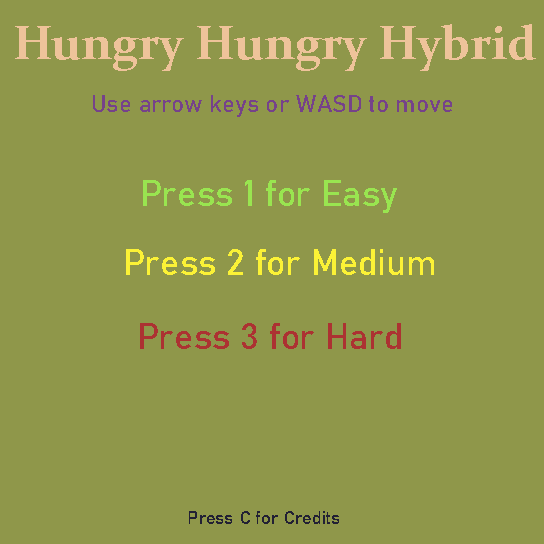 Hungry Hungry Hybrid
Use arrow keys or WASD to move
Press 1 for Easy
Press 2 for Medium
Press 3 for Hard
Press C for Credits